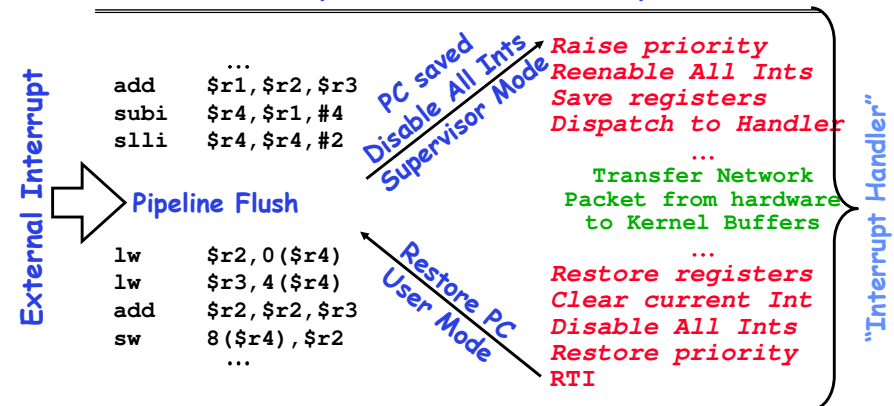 External Interrupt
…
add $r1,$r2,$r3
subi $r4,$r1,#4
slli $r4,$r4,#2
Pipeline Flush
lw $r2,0($r4)
lw $r3,4($r4)
add $r2,$r2,$r3
sw 8($r4),$r2
…
PC saved
Disable All Ints
Supervisor Mode
Restore PC
User Mode
Raise priority
Reenable All Ints
Save registers
Dispatch to Handler
…
Transfer Network
Packet from hardware
to Kernel Buffers
…
Restore registers
Clear current Int
Disable All Ints
Restore priority
RTI
“Interrupt Handler”